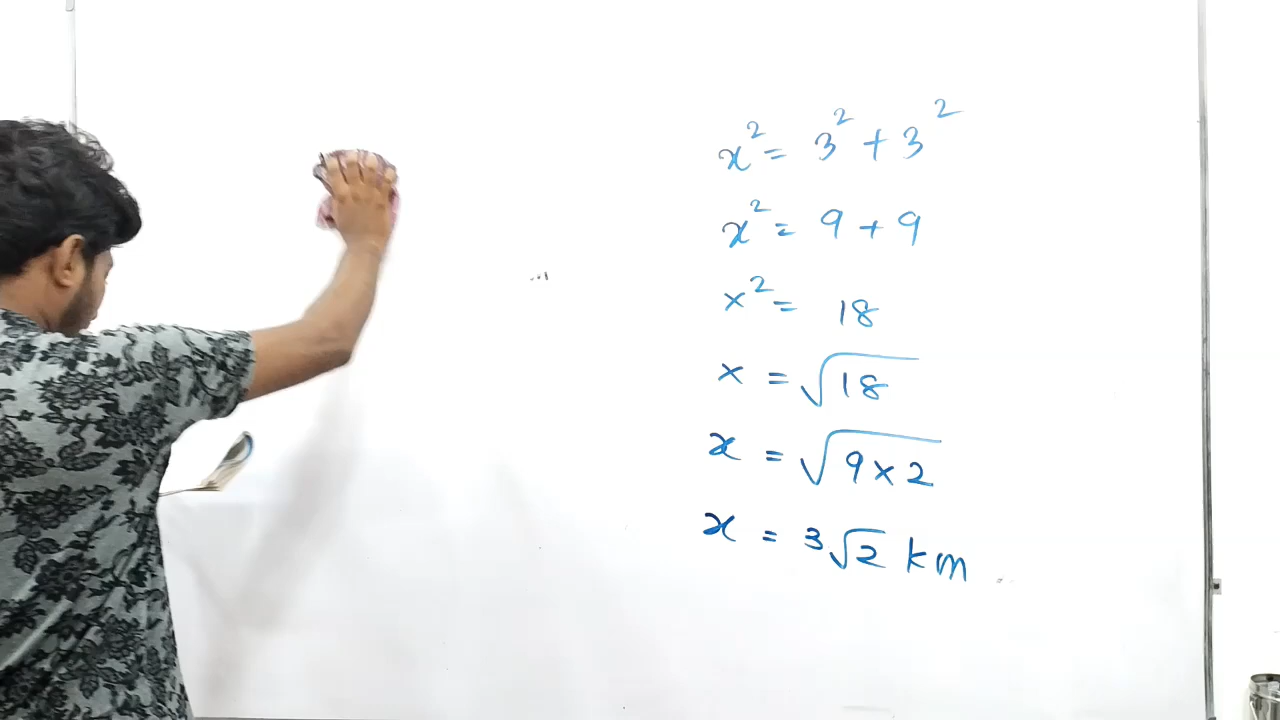 x² = 3² + 3²
x² = 9 + 9
x² = 18
x = √18
x = √9 × 2
x = 3√2 km